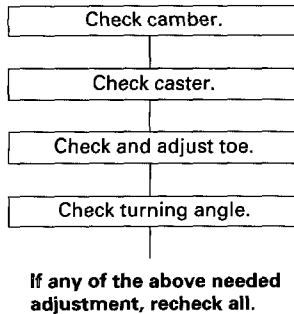 Check camber.
Check caster.
Check and adjust toe.
Check turning angle.
If any of the above needed
adjustment, recheck all.